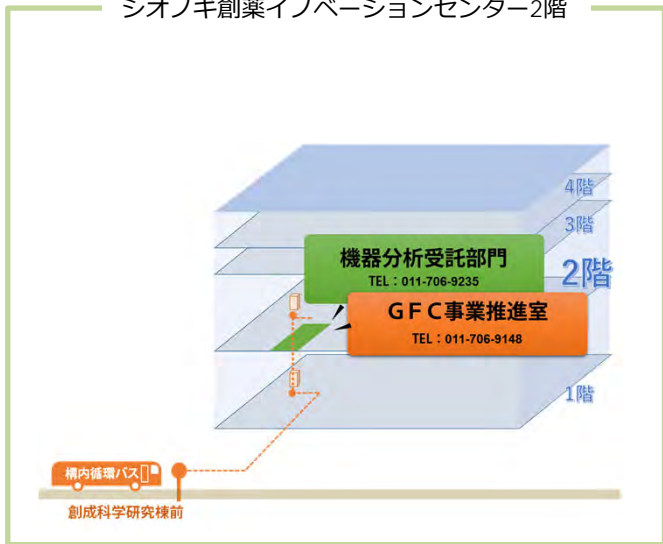 シオノギ創薬イノベーションセンター2階
4階
3階
2階
機器分析受託部門
TEL：011-706-9235
GFC事業推進室
TEL：011-706-9148
1階
構内循環バス
創成科学研究棟前